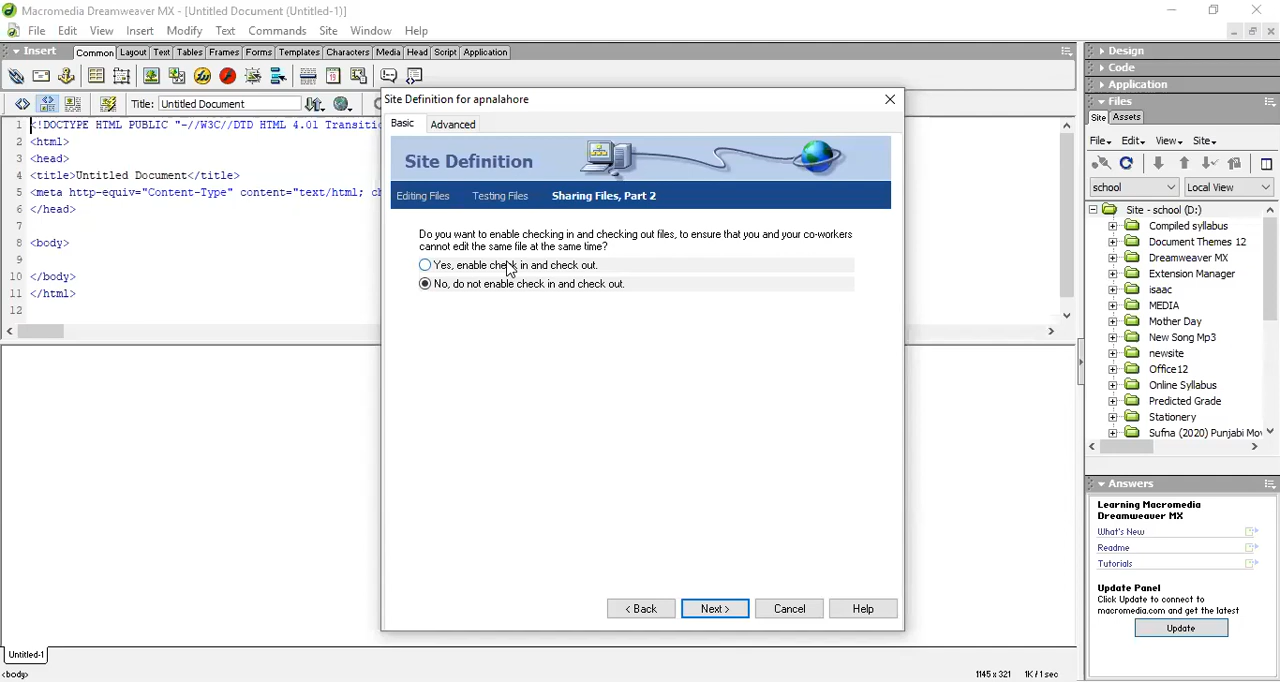 Macromedia Dreamweaver MX - [Untitled Document (Untitled-1)]
File Edit View Insert Modify Text Commands Site Window Help
Insert Common Layout Text Tables Frames Forms Templates Characters Media Head Script Application
Title: Untitled Document
1 <!DOCTYPE HTML PUBLIC "-//W3C//DTD HTML 4.01 Transitio
2 <html>
3 <head>
4 <title>Untitled Document</title>
5 <meta http-equiv="Content-Type" content="text/html; ch
6 </head>
7
8 <body>
9
10 </body>
11 </html>
12
Untitled-1
<body>
1145 x 321 1K / 1 sec
Site Definition for apnalahore
Basic Advanced
Site Definition
Editing Files Testing Files Sharing Files, Part 2
Do you want to enable checking in and checking out files, to ensure that you and your co-workers
cannot edit the same file at the same time?
Yes, enable check in and check out.
No, do not enable check in and check out.
< Back Next > Cancel Help
Design
Code
Application
Files
Site Assets
File Edit View Site
school Local View
Site - school (D:)
Compiled syllabus
Document Themes 12
Dreamweaver MX
Extension Manager
isaac
MEDIA
Mother Day
New Song Mp3
newsite
Office12
Online Syllabus
Predicted Grade
Stationery
Sufna (2020) Punjabi Mo
Answers
Learning Macromedia
Dreamweaver MX
What's New
Readme
Tutorials
Update Panel
Click Update to connect to
macromedia.com and get the latest
Update